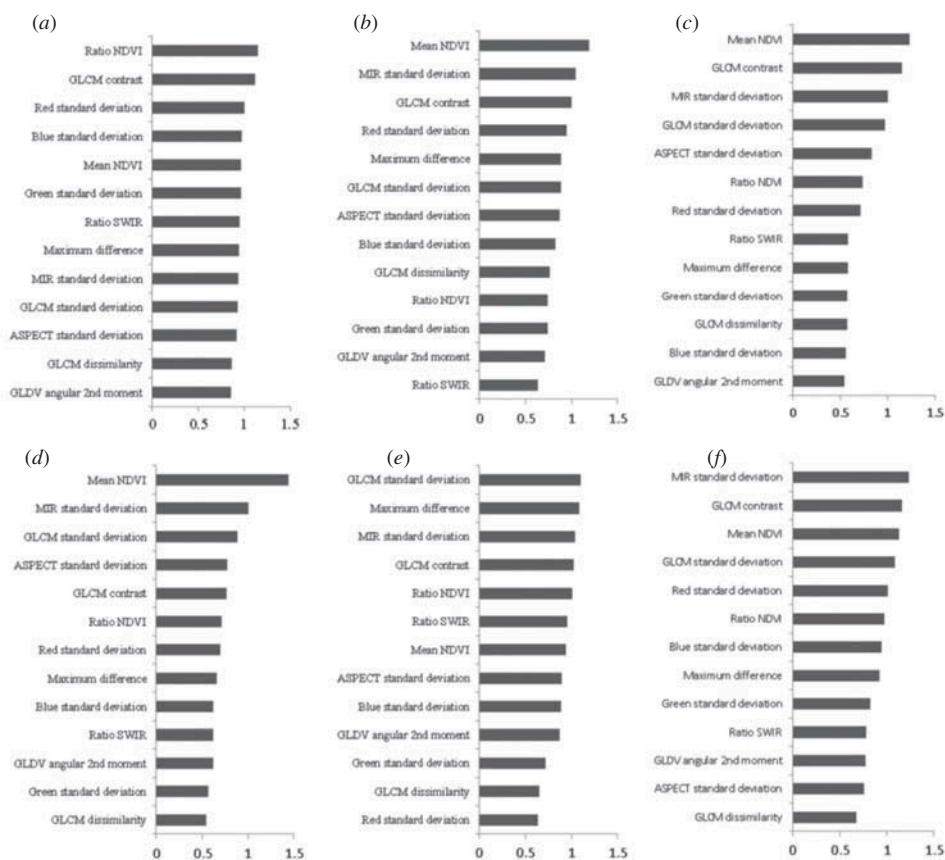 (a)
Ratio NDVI
GLCM contrast
Red standard deviation
Blue standard deviation
Mean NDVI
Green standard deviation
Ratio SWIR
Maximum difference
MIR standard deviation
GLCM standard deviation
ASPECT standard deviation
GLCM dissimilarity
GLDV angular 2nd moment
0 0.5 1 1.5
(b)
Mean NDVI
MIR standard deviation
GLCM contrast
Red standard deviation
Maximum difference
GLCM standard deviation
ASPECT standard deviation
Blue standard deviation
GLCM dissimilarity
Ratio NDVI
Green standard deviation
GLDV angular 2nd moment
Ratio SWIR
0 0.5 1 1.5
(c)
Mean NDVI
GLCM contrast
MIR standard deviation
GLCM standard deviation
ASPECT standard deviation
Ratio NDVI
Red standard deviation
Ratio SWIR
Maximum difference
Green standard deviation
GLCM dissimilarity
Blue standard deviation
GLDV angular 2nd moment
0 0.5 1 1.5
(d)
Mean NDVI
MIR standard deviation
GLCM standard deviation
ASPECT standard deviation
GLCM contrast
Ratio NDVI
Red standard deviation
Maximum difference
Blue standard deviation
Ratio SWIR
GLDV angular 2nd moment
Green standard deviation
GLCM dissimilarity
0 0.5 1 1.5
(e)
GLCM standard deviation
Maximum difference
MIR standard deviation
GLCM contrast
Ratio NDVI
Ratio SWIR
Mean NDVI
ASPECT standard deviation
Blue standard deviation
GLDV angular 2nd moment
Green standard deviation
GLCM dissimilarity
Red standard deviation
0 0.5 1 1.5
(f)
MIR standard deviation
GLCM contrast
Mean NDVI
GLCM standard deviation
Red standard deviation
Ratio NDVI
Blue standard deviation
Maximum difference
Green standard deviation
Ratio SWIR
GLDV angular 2nd moment
ASPECT standard deviation
GLCM dissimilarity
0 0.5 1 1.5